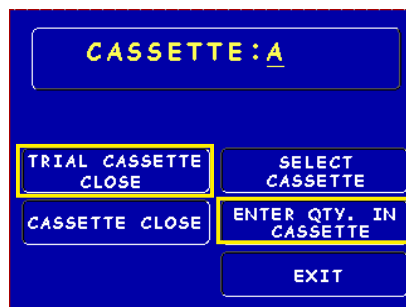 CASSETTE:A
TRIAL CASSETTE
CLOSE
SELECT
CASSETTE
CASSETTE CLOSE
ENTER QTY. IN
CASSETTE
EXIT